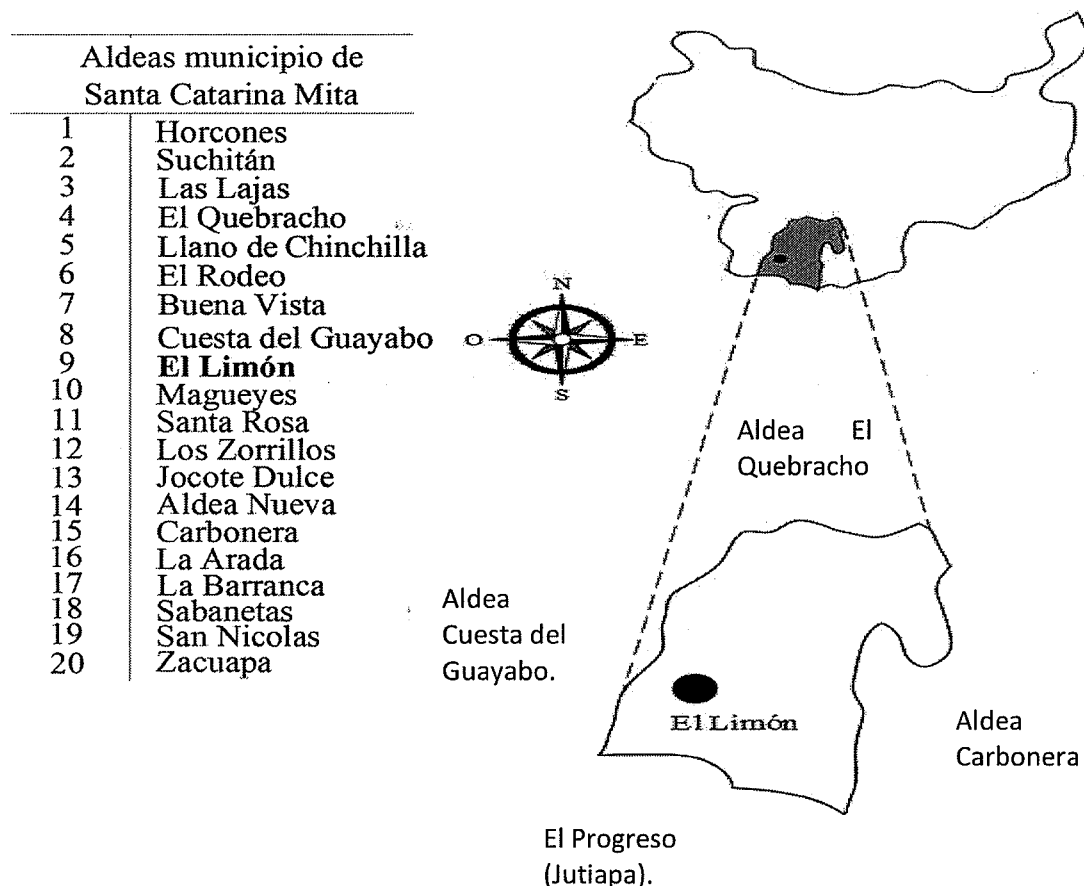 Aldeas municipio de
Santa Catarina Mita
1 Horcones
2 Suchitán
3 Las Lajas
4 El Quebracho
5 Llano de Chinchilla
6 El Rodeo
7 Buena Vista
8 Cuesta del Guayabo
9 El Limón
10 Magueyes
11 Santa Rosa
12 Los Zorrillos
13 Jocote Dulce
14 Aldea Nueva
15 Carbonera
16 La Arada
17 La Barranca
18 Sabanetas
19 San Nicolas
20 Zacuapa
N
O E
S
Aldea El
Quebracho
Aldea
Cuesta del
Guayabo.
El Limón
Aldea
Carbonera
El Progreso
(Jutiapa).